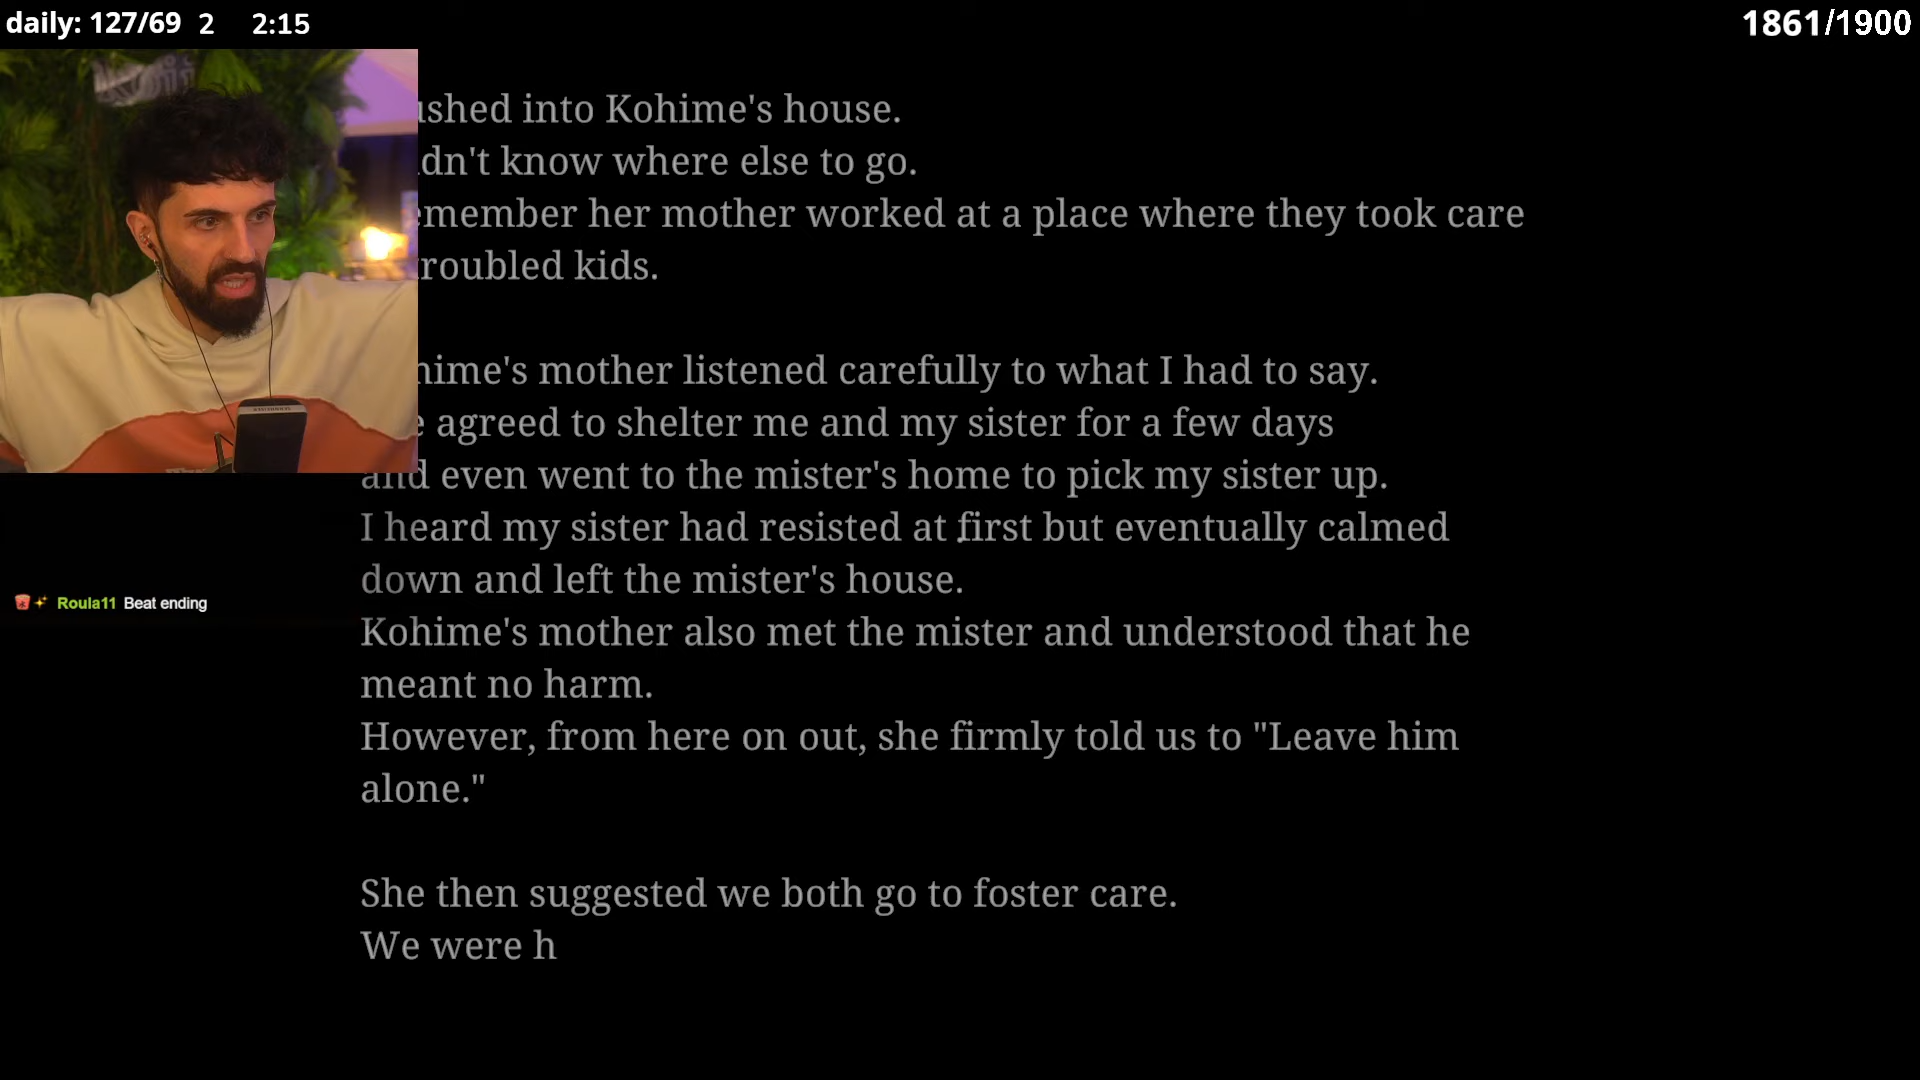 daily: 127/69 2 2:15
1861/1900
into Kohime's house.
know where else to go.
her mother worked at a place where they took care
kids.
mother listened carefully to what I had to say.
agreed to shelter me and my sister for a few days
and even went to the mister's home to pick my sister up.
I heard my sister had resisted at first but eventually calmed
down and left the mister's house.
Roula11 Beat ending
Kohime's mother also met the mister and understood that he
meant no harm.
However, from here on out, she firmly told us to "Leave him
alone."
She then suggested we both go to foster care.
We were h